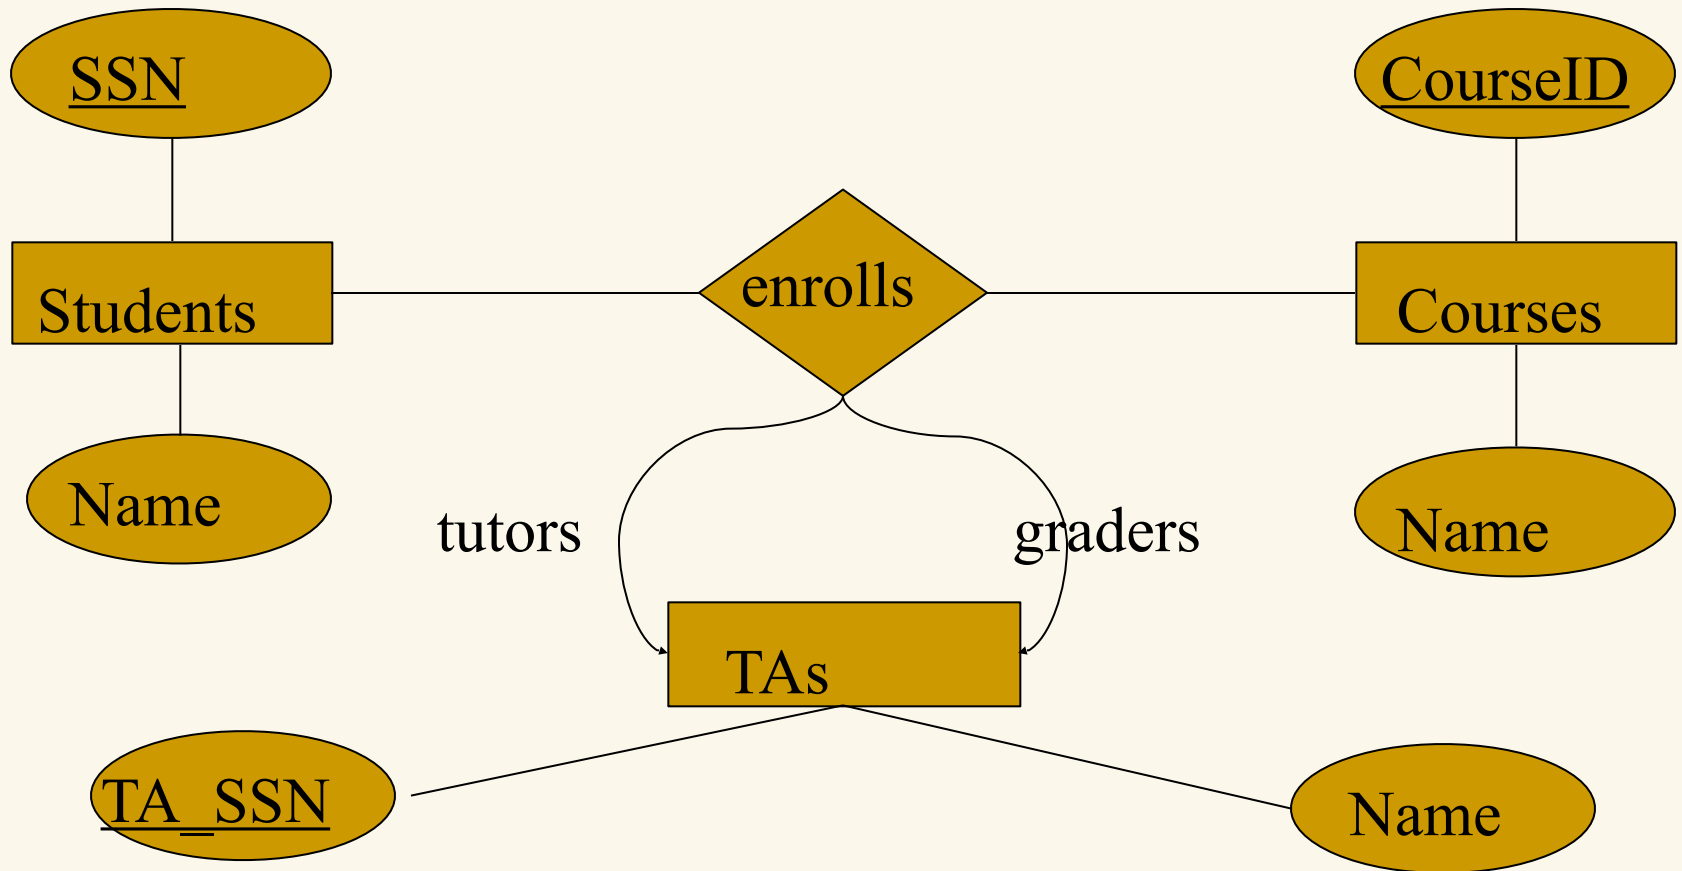 SSN
CourseID
enrolls
Students
Courses
Name
Name
tutors
graders
TAs
TA_SSN
Name